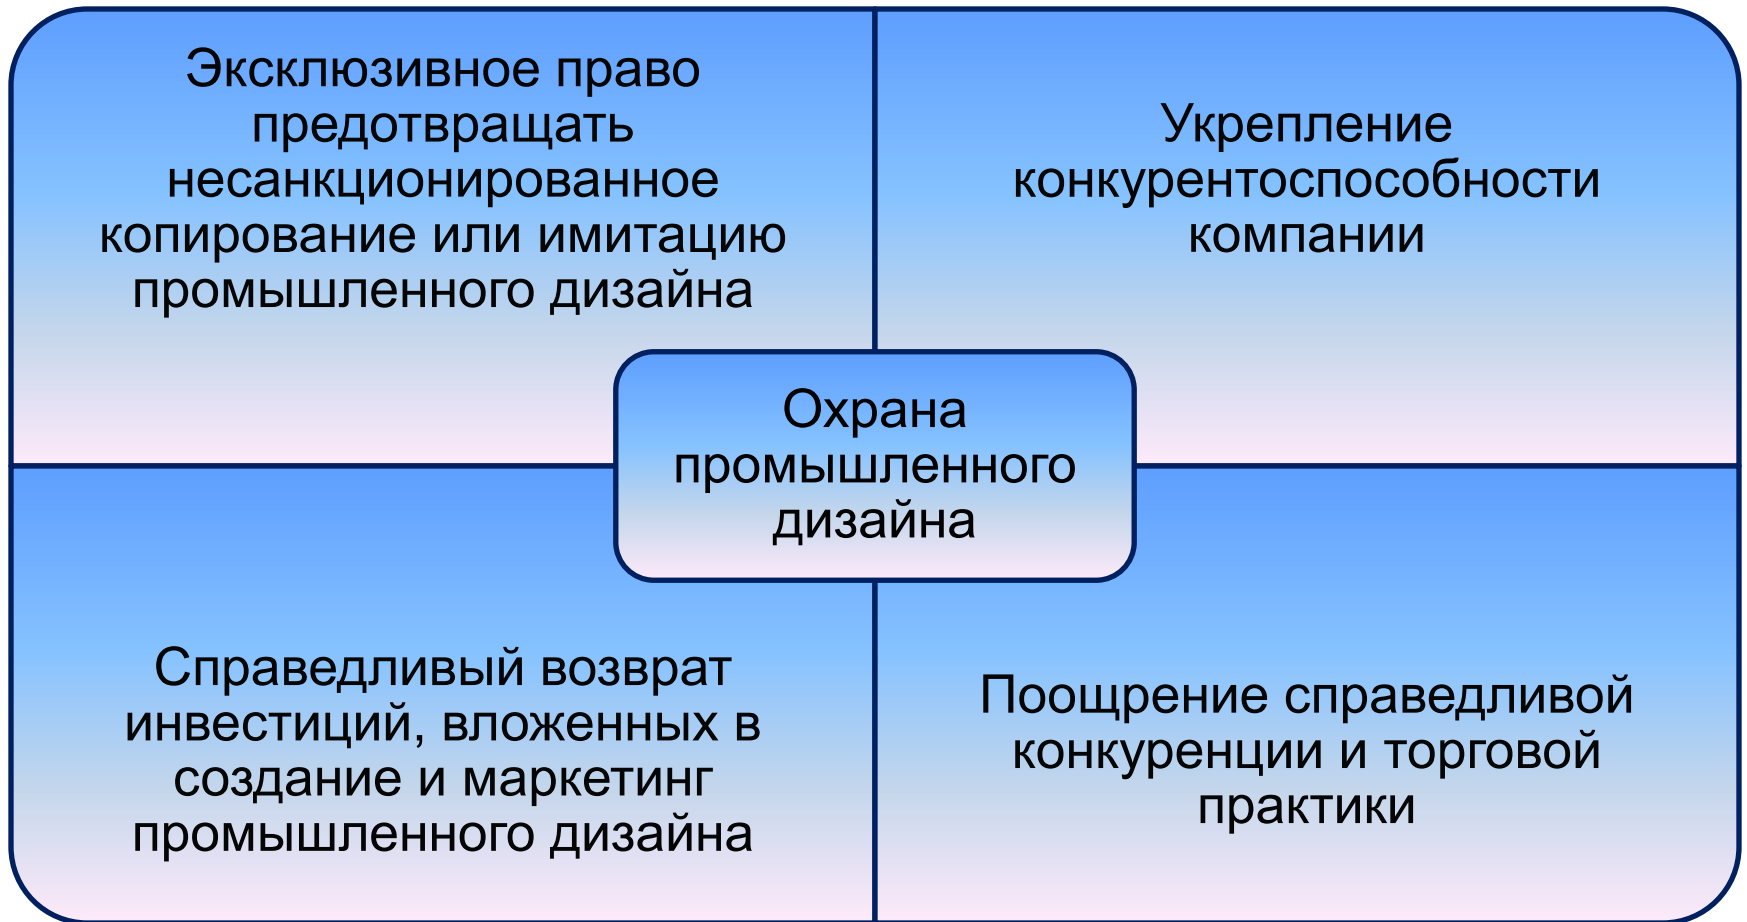 Эксклюзивное право
предотвращать
несанкционированное
копирование или имитацию
промышленного дизайна
Укрепление
конкурентоспособности
компании
Охрана
промышленного
дизайна
Справедливый возврат
инвестиций, вложенных в
создание и маркетинг
промышленного дизайна
Поощрение справедливой
конкуренции и торговой
практики